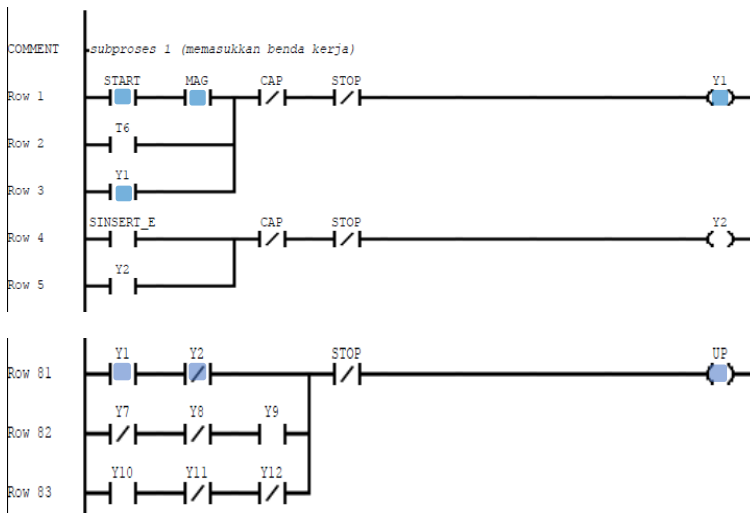 COMMENT subproses 1 (memasukkan benda kerja)
START MAG CAP STOP Y1
Row 1
T6
Row 2
Y1
Row 3
SINSERT_E CAP STOP Y2
Row 4
Y2
Row 5
Y1 Y2 STOP UP
Row 81
Y7 Y8 Y9
Row 82
Y10 Y11 Y12
Row 83